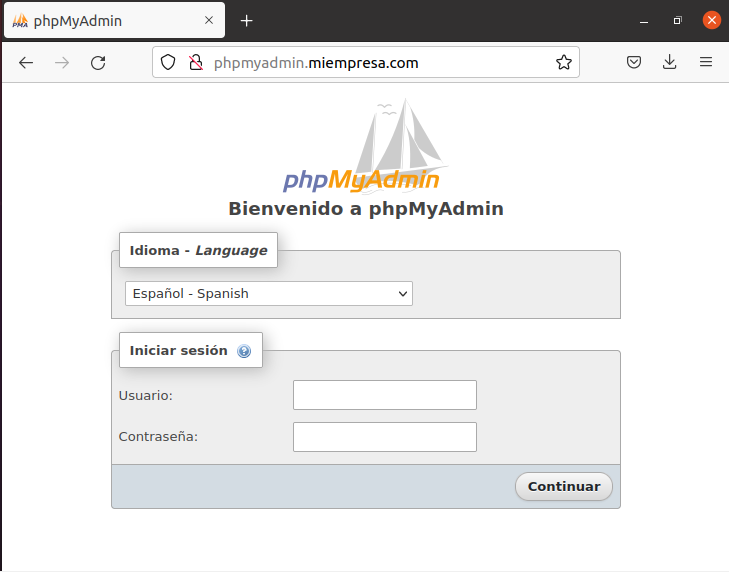 phpMyAdmin
phpmyadmin.miempresa.com
phpMyAdmin
Bienvenido a phpMyAdmin
Idioma - Language
Español - Spanish
Iniciar sesión
Usuario:
Contraseña:
Continuar